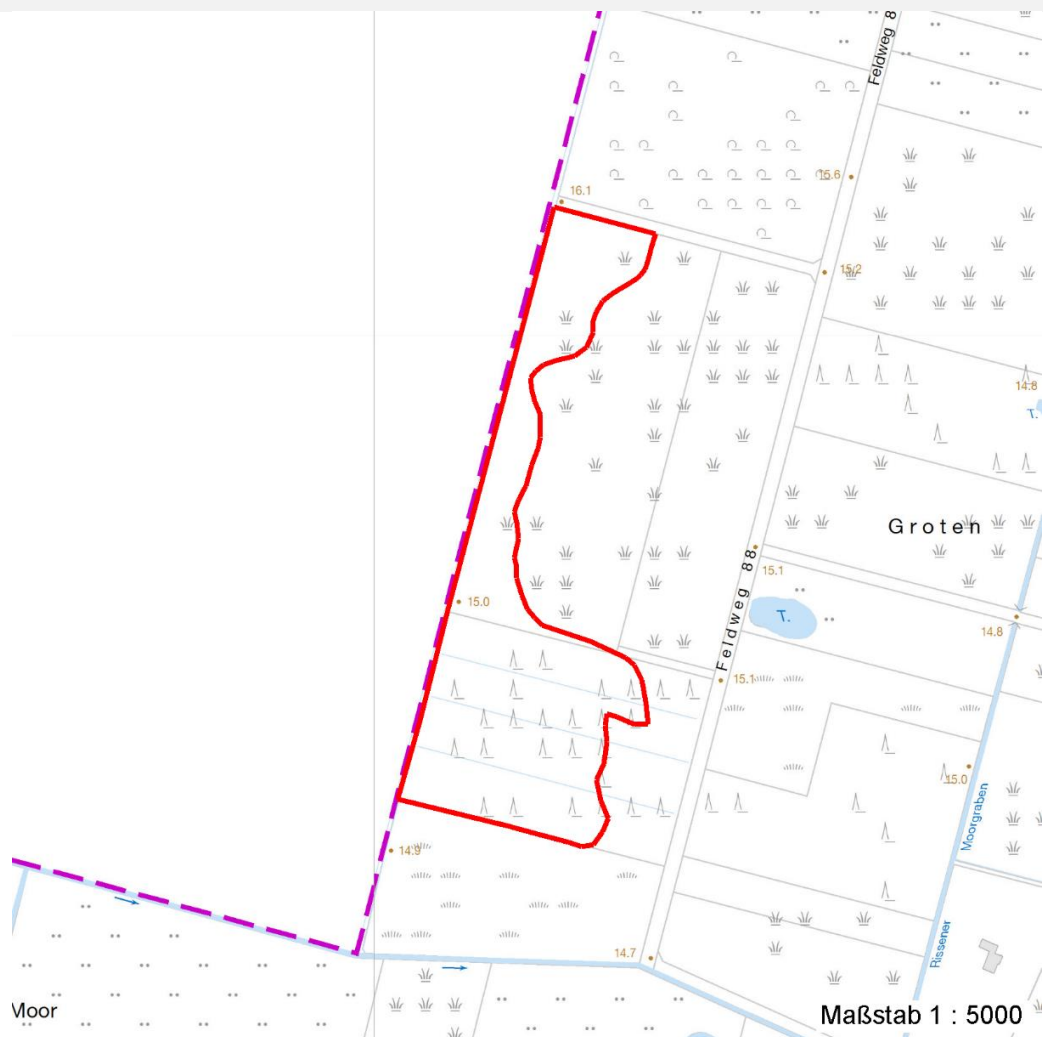 Feldweg 8
15.6
16.1
15.2
14.8
T.
Groten
15.1
Feldweg 88
T.
15.0
14.8
15.1
15.0
Moorgraben
14.9
Rissener
14.7
Moor
Maßstab 1 : 5000